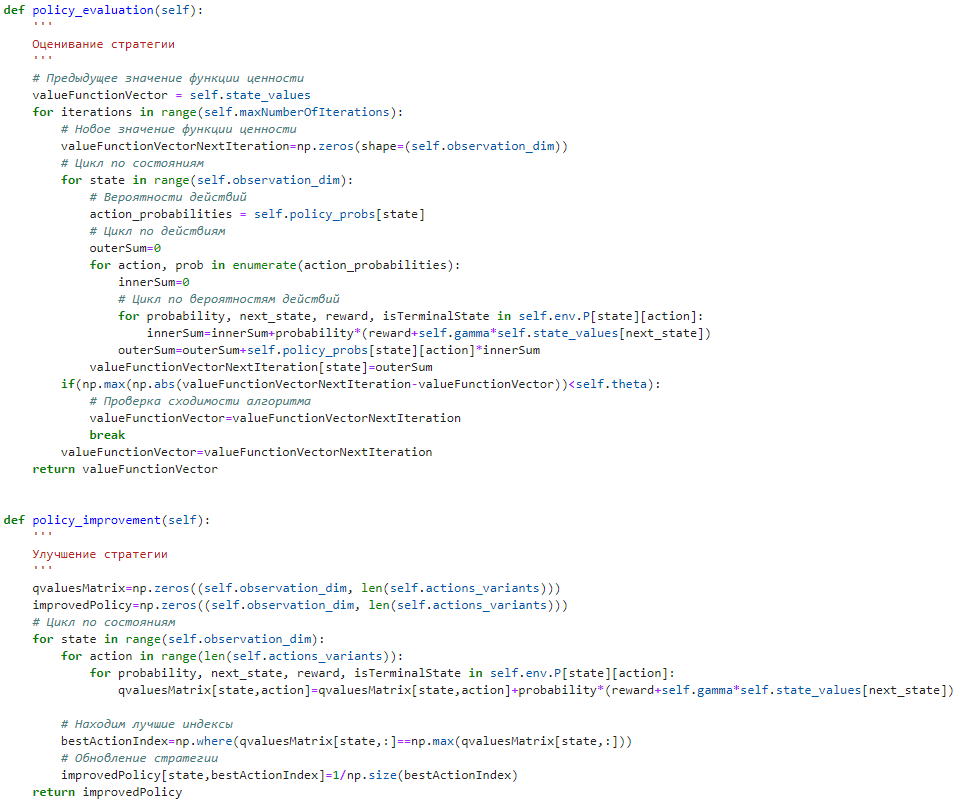 def policy_evaluation(self):
    '''
    Оценивание стратегии
    '''
    # Предыдущее значение функции ценности
    valueFunctionVector = self.state_values
    for iterations in range(self.maxNumberOfIterations):
        # Новое значение функции ценности
        valueFunctionVectorNextIteration=np.zeros(shape=(self.observation_dim))
        # Цикл по состояниям
        for state in range(self.observation_dim):
            # Вероятности действий
            action_probabilities = self.policy_probs[state]
            # Цикл по действиям
            outerSum=0
            for action, prob in enumerate(action_probabilities):
                innerSum=0
                # Цикл по вероятностям действий
                for probability, next_state, reward, isTerminalState in self.env.P[state][action]:
                    innerSum=innerSum+probability*(reward+self.gamma*self.state_values[next_state])
                outerSum=outerSum+self.policy_probs[state][action]*innerSum
            valueFunctionVectorNextIteration[state]=outerSum
        if(np.max(np.abs(valueFunctionVectorNextIteration-valueFunctionVector))<self.theta):
            # Проверка сходимости алгоритма
            valueFunctionVector=valueFunctionVectorNextIteration
            break
        valueFunctionVector=valueFunctionVectorNextIteration
    return valueFunctionVector
def policy_improvement(self):
    '''
    Улучшение стратегии
    '''
    qvaluesMatrix=np.zeros((self.observation_dim, len(self.actions_variants)))
    improvedPolicy=np.zeros((self.observation_dim, len(self.actions_variants)))
    # Цикл по состояниям
    for state in range(self.observation_dim):
        for action in range(len(self.actions_variants)):
            for probability, next_state, reward, isTerminalState in self.env.P[state][action]:
                qvaluesMatrix[state,action]=qvaluesMatrix[state,action]+probability*(reward+self.gamma*self.state_values[next_state])
        # Находим лучшие индексы
        bestActionIndex=np.where(qvaluesMatrix[state,:]==np.max(qvaluesMatrix[state,:]))
        # Обновление стратегии
        improvedPolicy[state,bestActionIndex]=1/np.size(bestActionIndex)
    return improvedPolicy